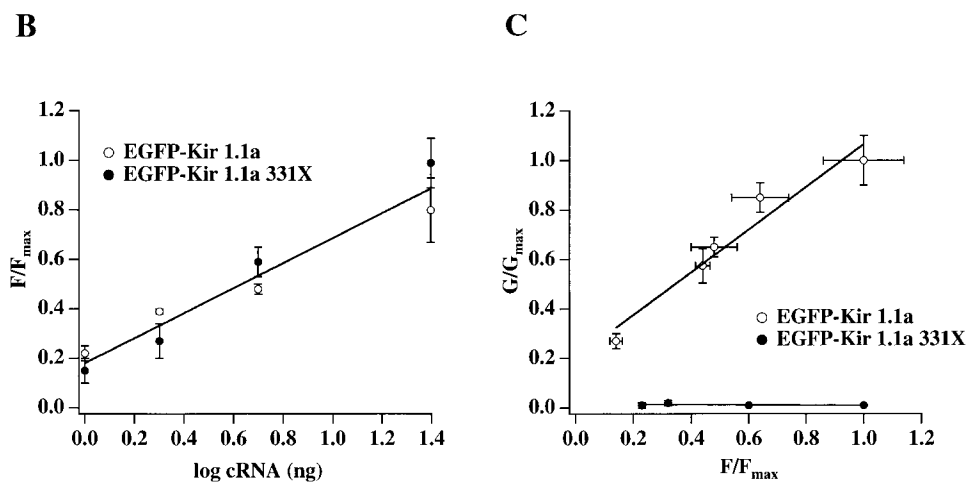 B
F/Fmax
1.2
1.0
0.8
0.6
0.4
0.2
0.0
EGFP-Kir 1.1a
EGFP-Kir 1.1a 331X
0.0 0.2 0.4 0.6 0.8 1.0 1.2 1.4
log cRNA (ng)
C
G/Gmax
1.2
1.0
0.8
0.6
0.4
0.2
0.0
EGFP-Kir 1.1a
EGFP-Kir 1.1a 331X
0.0 0.2 0.4 0.6 0.8 1.0 1.2
F/Fmax